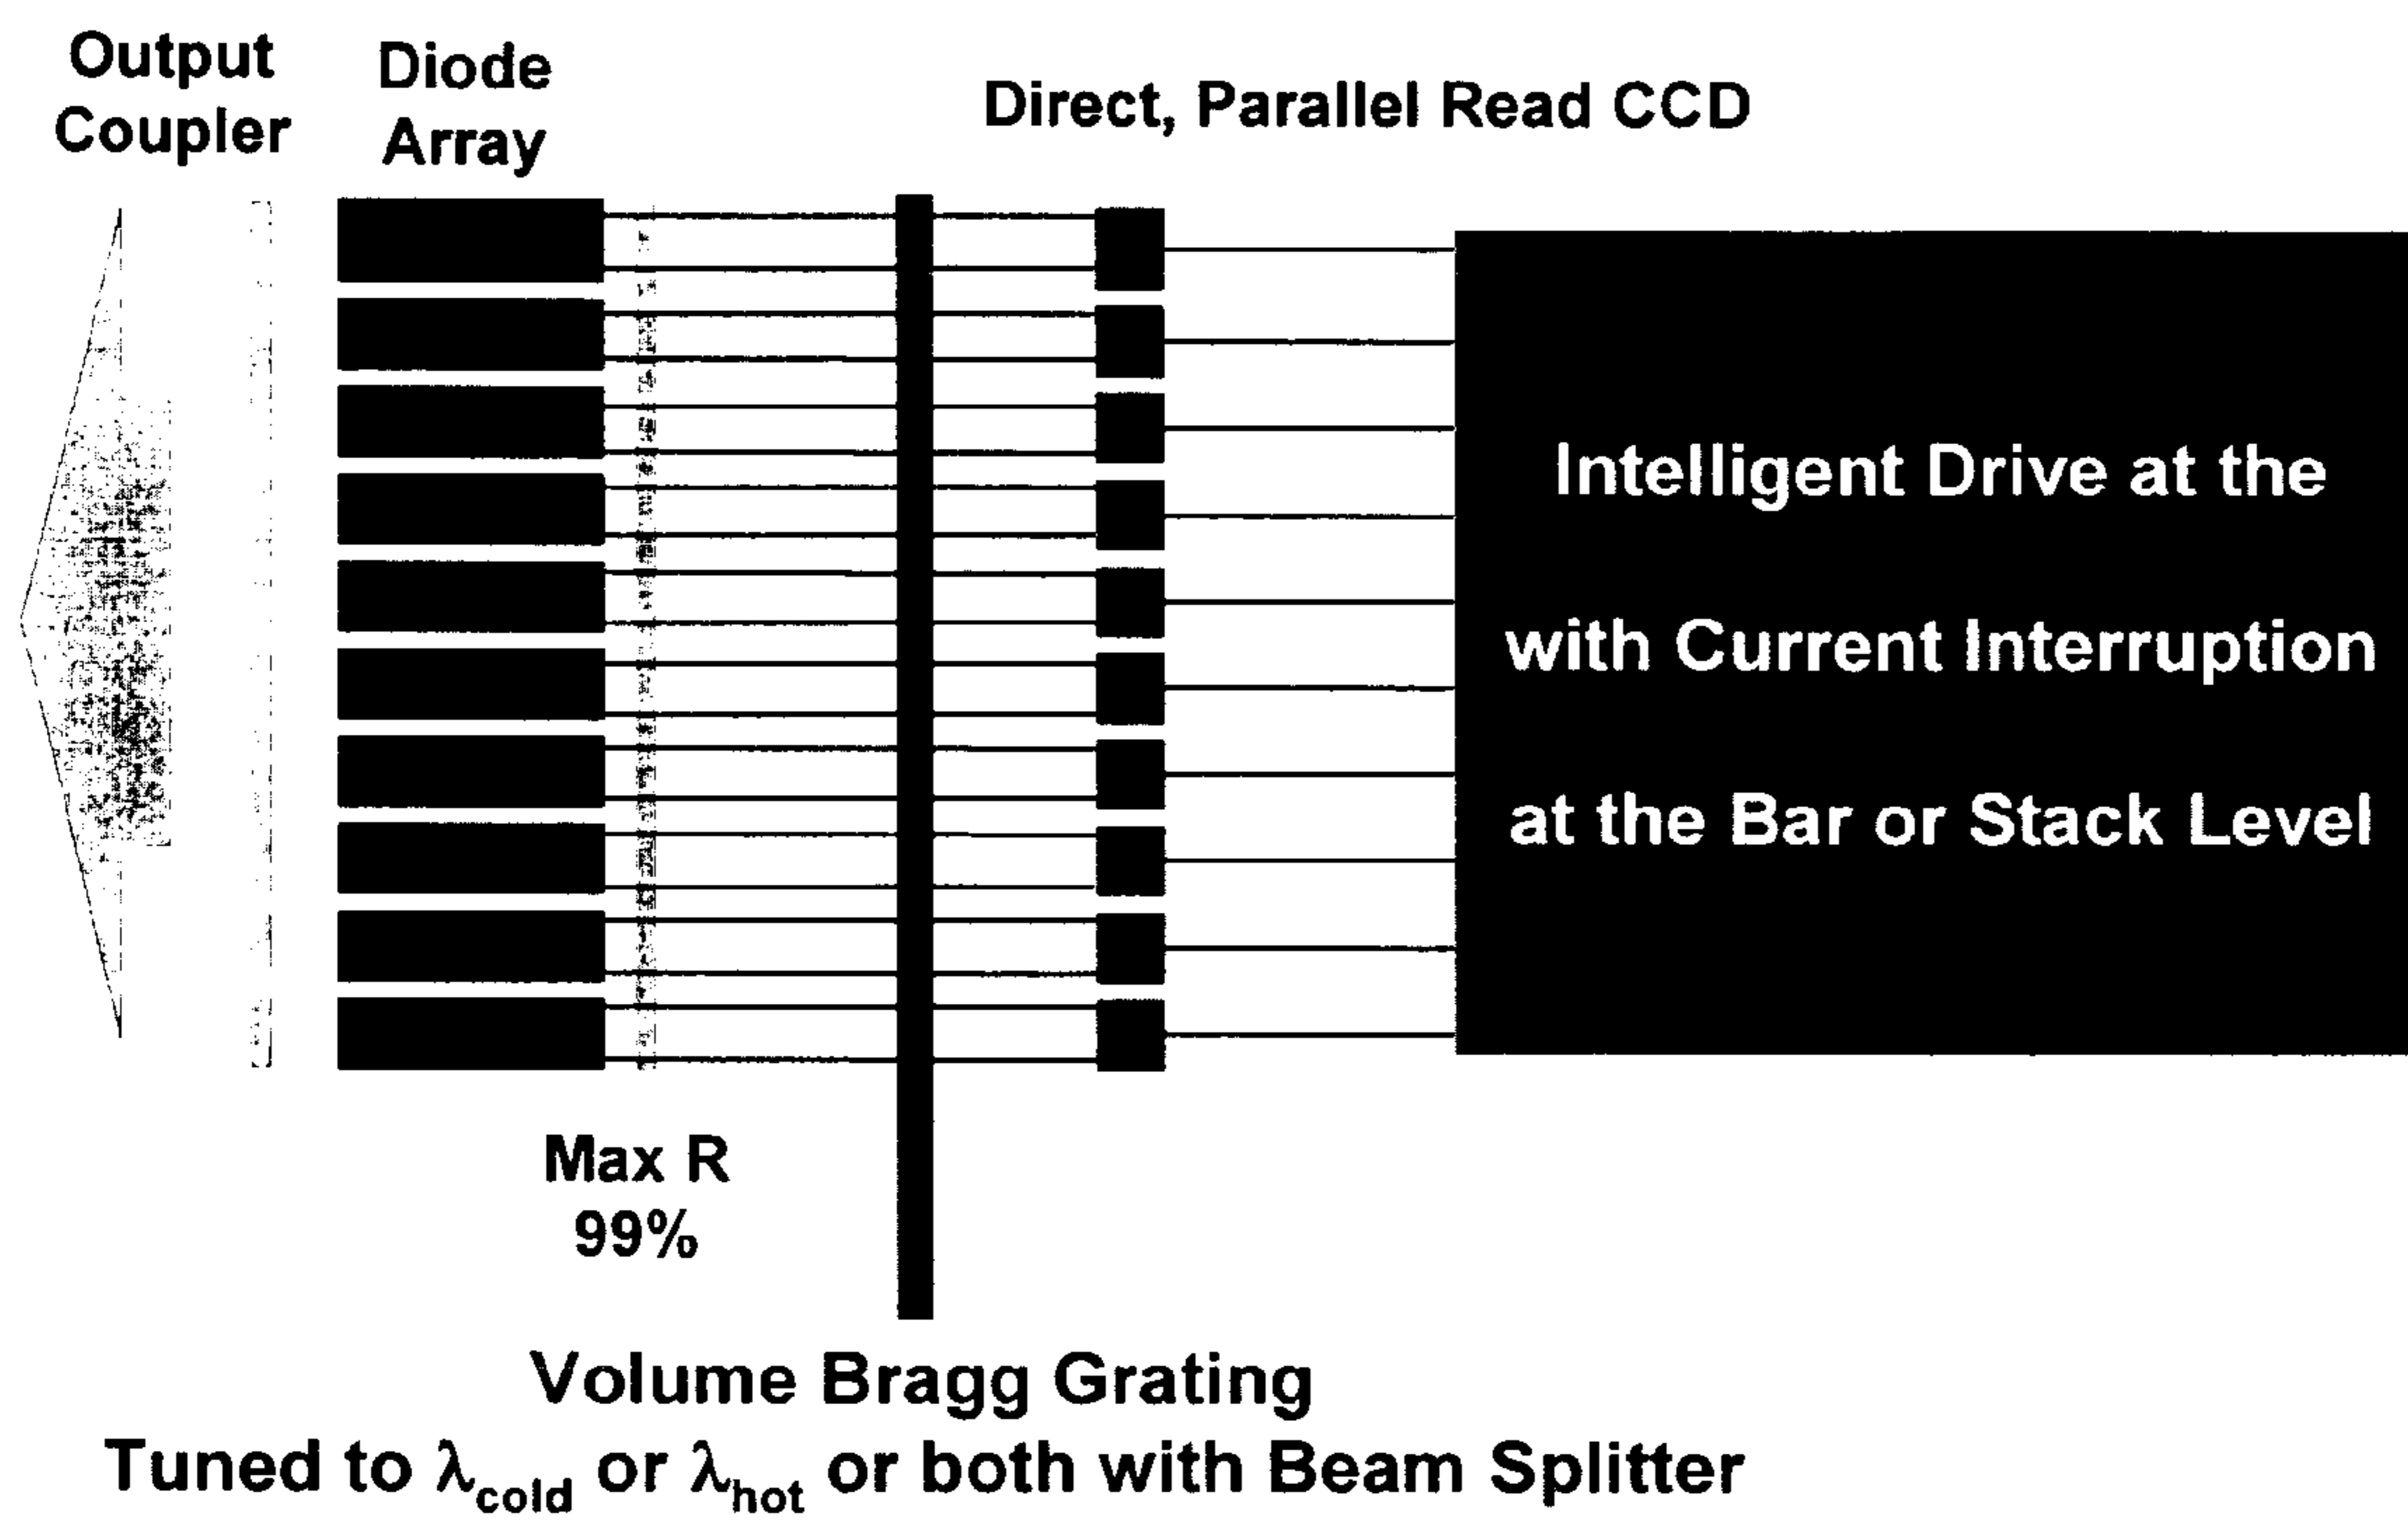 Output
Coupler
Diode
Array
Direct, Parallel Read CCD
Intelligent Drive at the
with Current Interruption
at the Bar or Stack Level
Max R
99%
Volume Bragg Grating
Tuned to λcold or λhot or both with Beam Splitter